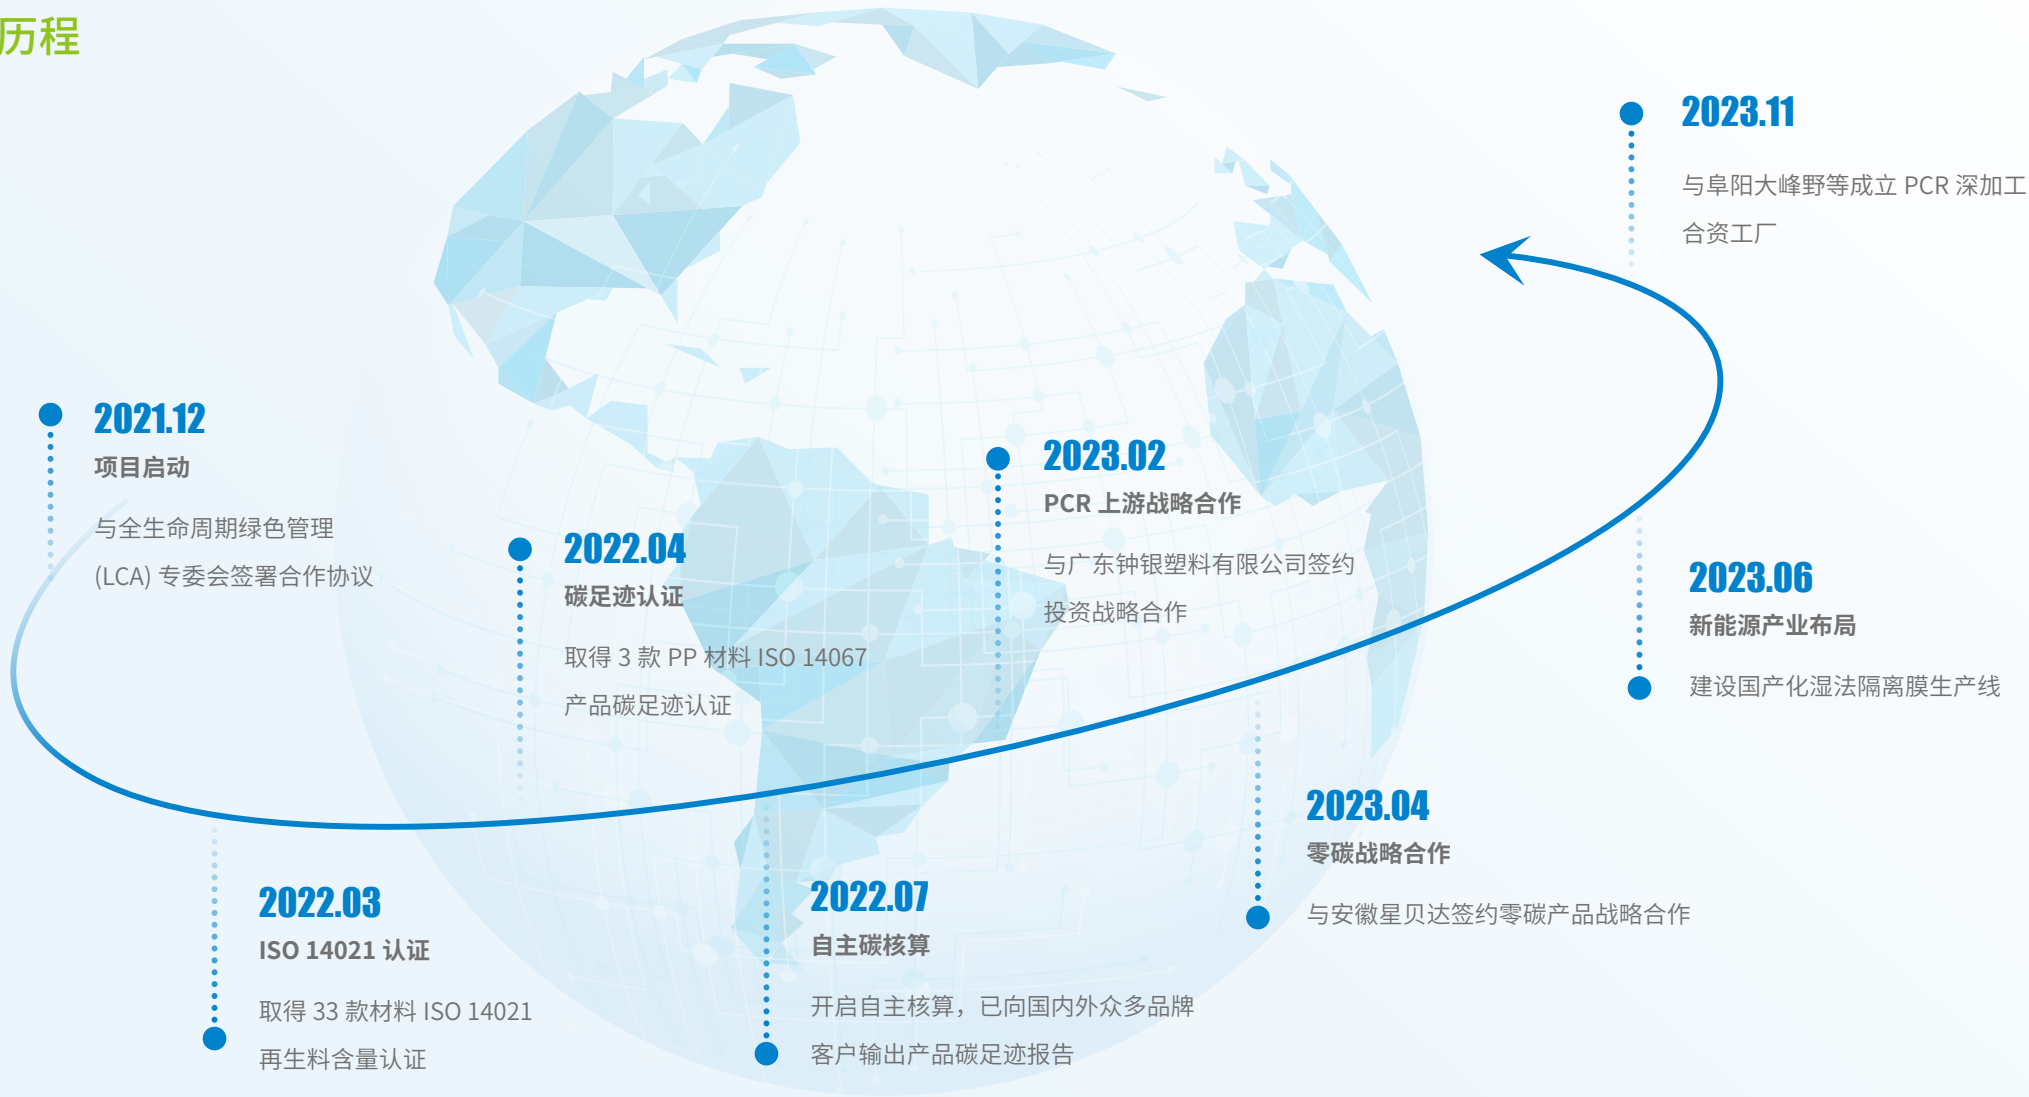 历程
2021.12
项目启动
与全生命周期绿色管理
(LCA) 专委会签署合作协议
2022.03
ISO 14021 认证
取得 33 款材料 ISO 14021
再生料含量认证
2022.04
碳足迹认证
取得 3 款 PP 材料 ISO 14067
产品碳足迹认证
2022.07
自主碳核算
开启自主核算，已向国内外众多品牌
客户输出产品碳足迹报告
2023.02
PCR 上游战略合作
与广东钟银塑料有限公司签约
投资战略合作
2023.04
零碳战略合作
与安徽星贝达签约零碳产品战略合作
2023.06
新能源产业布局
建设国产化湿法隔离膜生产线
2023.11
与阜阳大峰野等成立 PCR 深加工
合资工厂